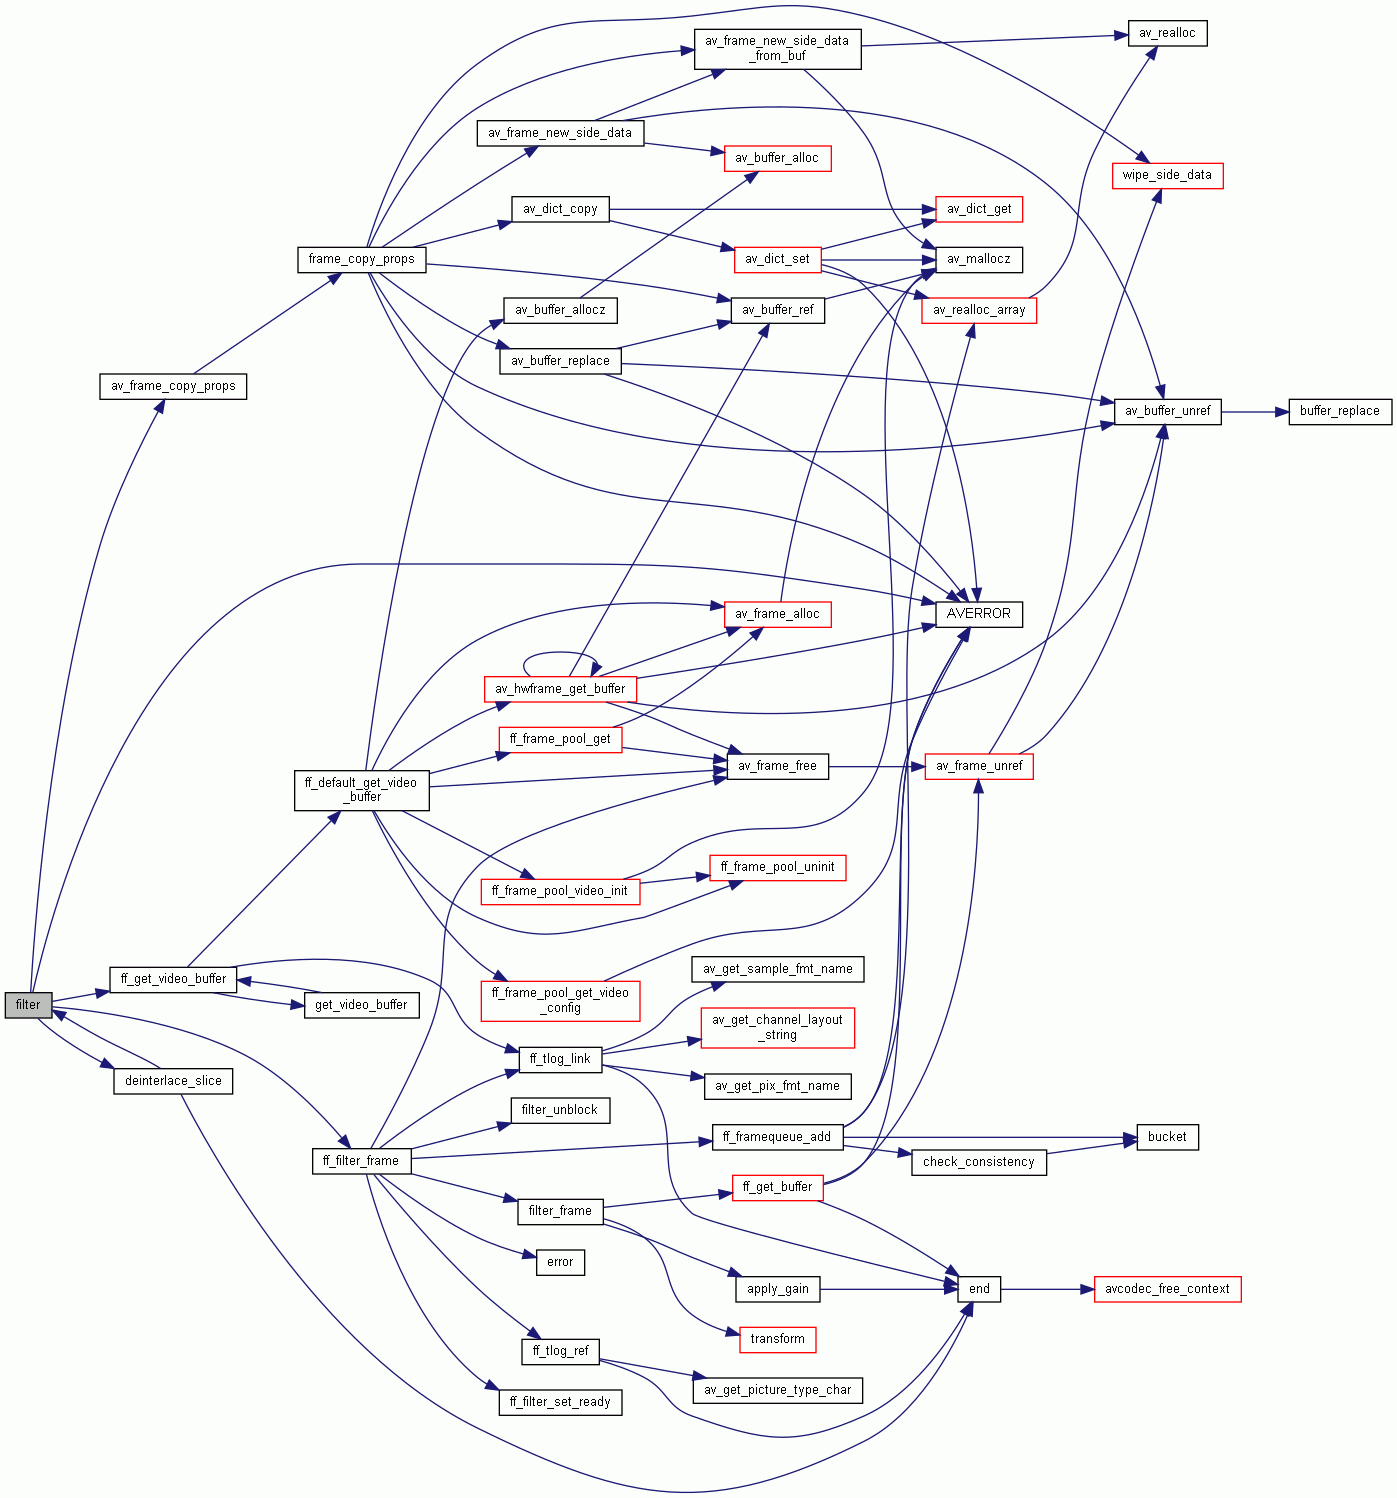 av_frame_new_side_data
_from_buf
av_realloc
av_frame_new_side_data
av_buffer_alloc
wipe_side_data
av_dict_copy
av_dict_get
frame_copy_props
av_dict_set
av_mallocz
av_buffer_allocz
av_buffer_ref
av_realloc_array
av_buffer_replace
av_frame_copy_props
av_buffer_unref
buffer_replace
av_frame_alloc
AVERROR
av_hwframe_get_buffer
ff_frame_pool_get
av_frame_free
av_frame_unref
ff_default_get_video
_buffer
ff_frame_pool_uninit
ff_frame_pool_video_init
av_get_sample_fmt_name
ff_get_video_buffer
filter
get_video_buffer
ff_frame_pool_get_video
_config
av_get_channel_layout
_string
ff_tlog_link
deinterlace_slice
av_get_pix_fmt_name
filter_unblock
ff_framequeue_add
bucket
ff_filter_frame
check_consistency
ff_get_buffer
filter_frame
error
apply_gain
end
avcodec_free_context
transform
ff_tlog_ref
av_get_picture_type_char
ff_filter_set_ready